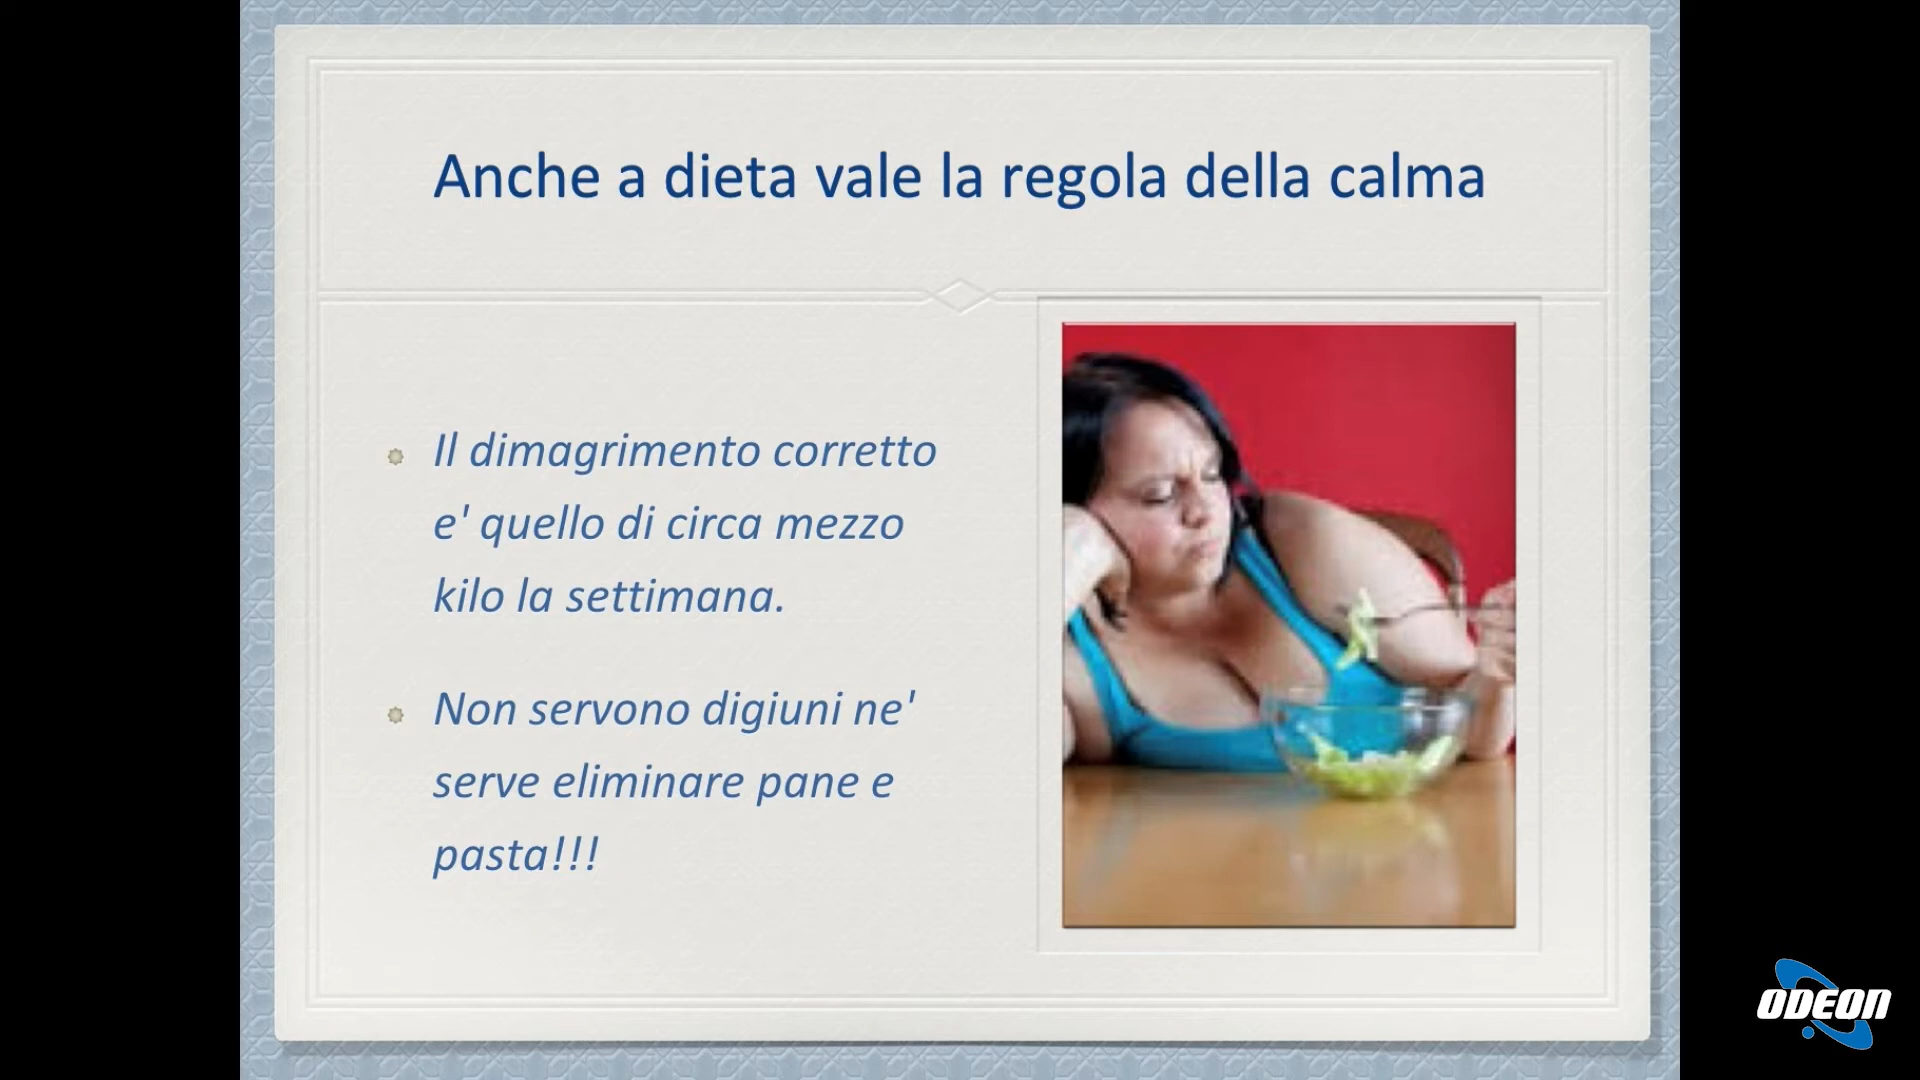 Anche a dieta vale la regola della calma
Il dimagrimento corretto
e' quello di circa mezzo
kilo la settimana.
Non servono digiuni ne'
serve eliminare pane e
pasta!!!
ODEON